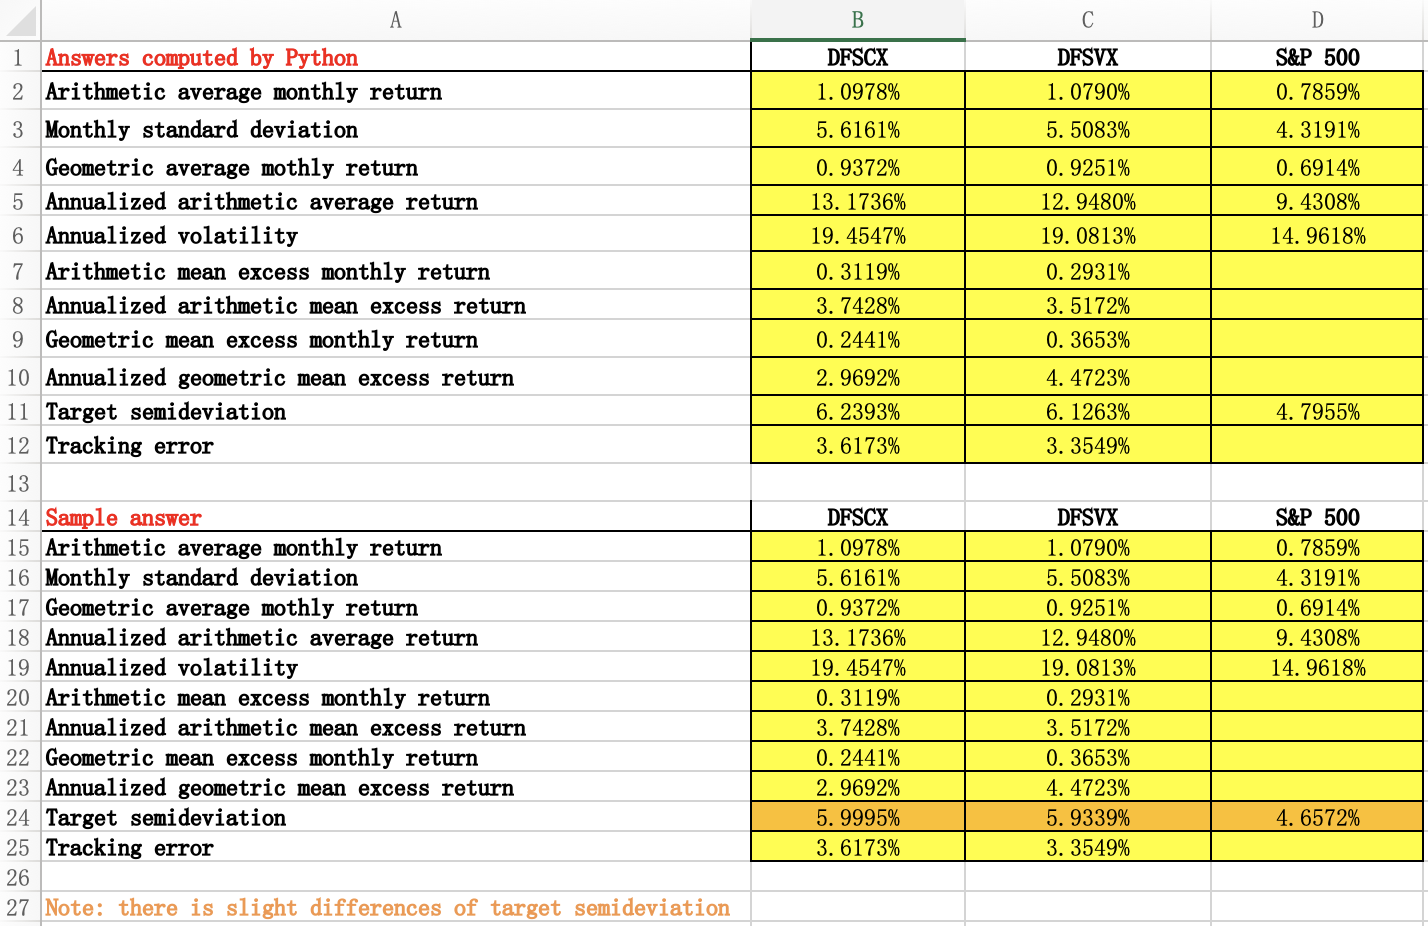 A B C D
1 Answers computed by Python DFSCX DFSVX S&P 500
2 Arithmetic average monthly return 1.0978% 1.0790% 0.7859%
3 Monthly standard deviation 5.6161% 5.5083% 4.3191%
4 Geometric average mothly return 0.9372% 0.9251% 0.6914%
5 Annualized arithmetic average return 13.1736% 12.9480% 9.4308%
6 Annualized volatility 19.4547% 19.0813% 14.9618%
7 Arithmetic mean excess monthly return 0.3119% 0.2931%
8 Annualized arithmetic mean excess return 3.7428% 3.5172%
9 Geometric mean excess monthly return 0.2441% 0.3653%
10 Annualized geometric mean excess return 2.9692% 4.4723%
11 Target semideviation 6.2393% 6.1263% 4.7955%
12 Tracking error 3.6173% 3.3549%
13
14 Sample answer DFSCX DFSVX S&P 500
15 Arithmetic average monthly return 1.0978% 1.0790% 0.7859%
16 Monthly standard deviation 5.6161% 5.5083% 4.3191%
17 Geometric average mothly return 0.9372% 0.9251% 0.6914%
18 Annualized arithmetic average return 13.1736% 12.9480% 9.4308%
19 Annualized volatility 19.4547% 19.0813% 14.9618%
20 Arithmetic mean excess monthly return 0.3119% 0.2931%
21 Annualized arithmetic mean excess return 3.7428% 3.5172%
22 Geometric mean excess monthly return 0.2441% 0.3653%
23 Annualized geometric mean excess return 2.9692% 4.4723%
24 Target semideviation 5.9995% 5.9339% 4.6572%
25 Tracking error 3.6173% 3.3549%
26
27 Note: there is slight differences of target semideviation